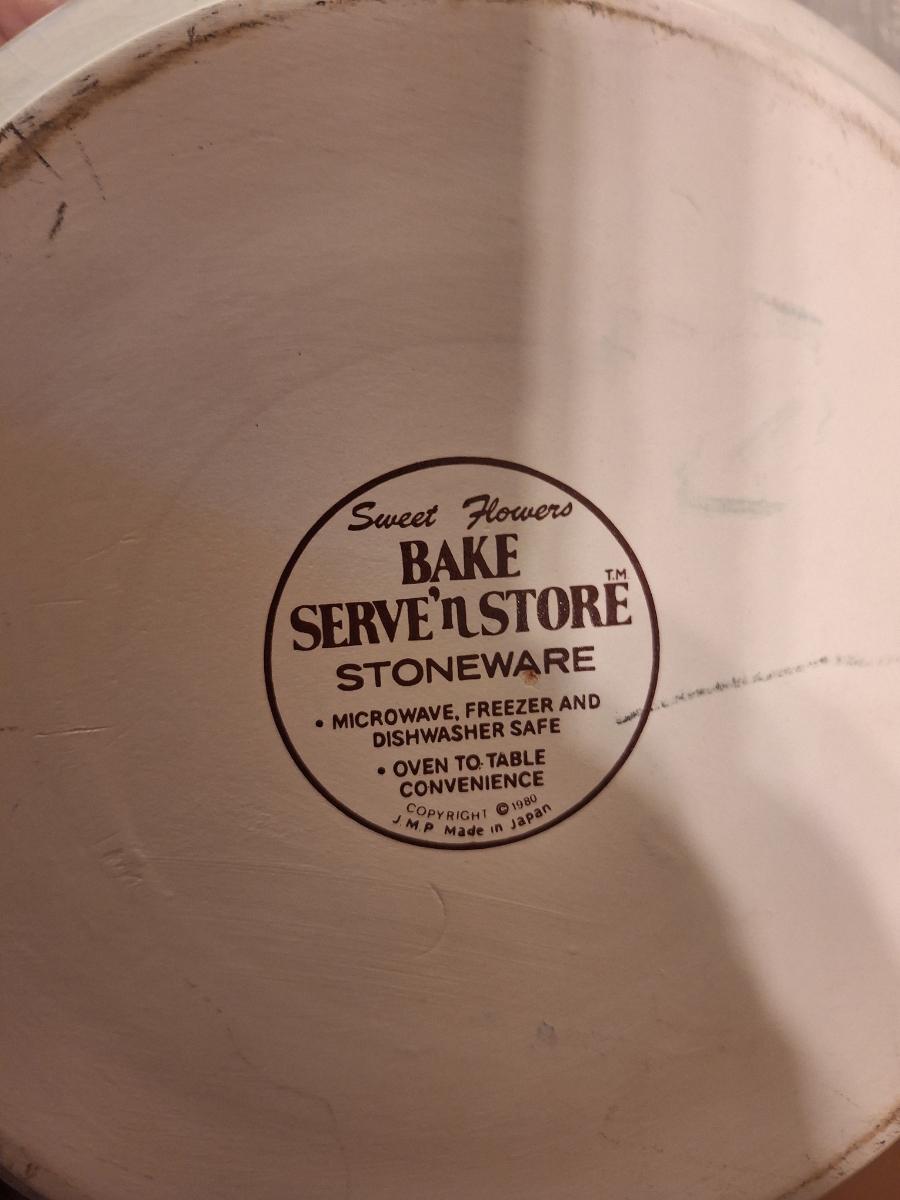 Sweet Flowers
BAKE
SERVE'n STORE T.M.
STONEWARE
• MICROWAVE, FREEZER AND
DISHWASHER SAFE
• OVEN TO-TABLE
CONVENIENCE
COPYRIGHT © 1980
J.M.P Made in Japan